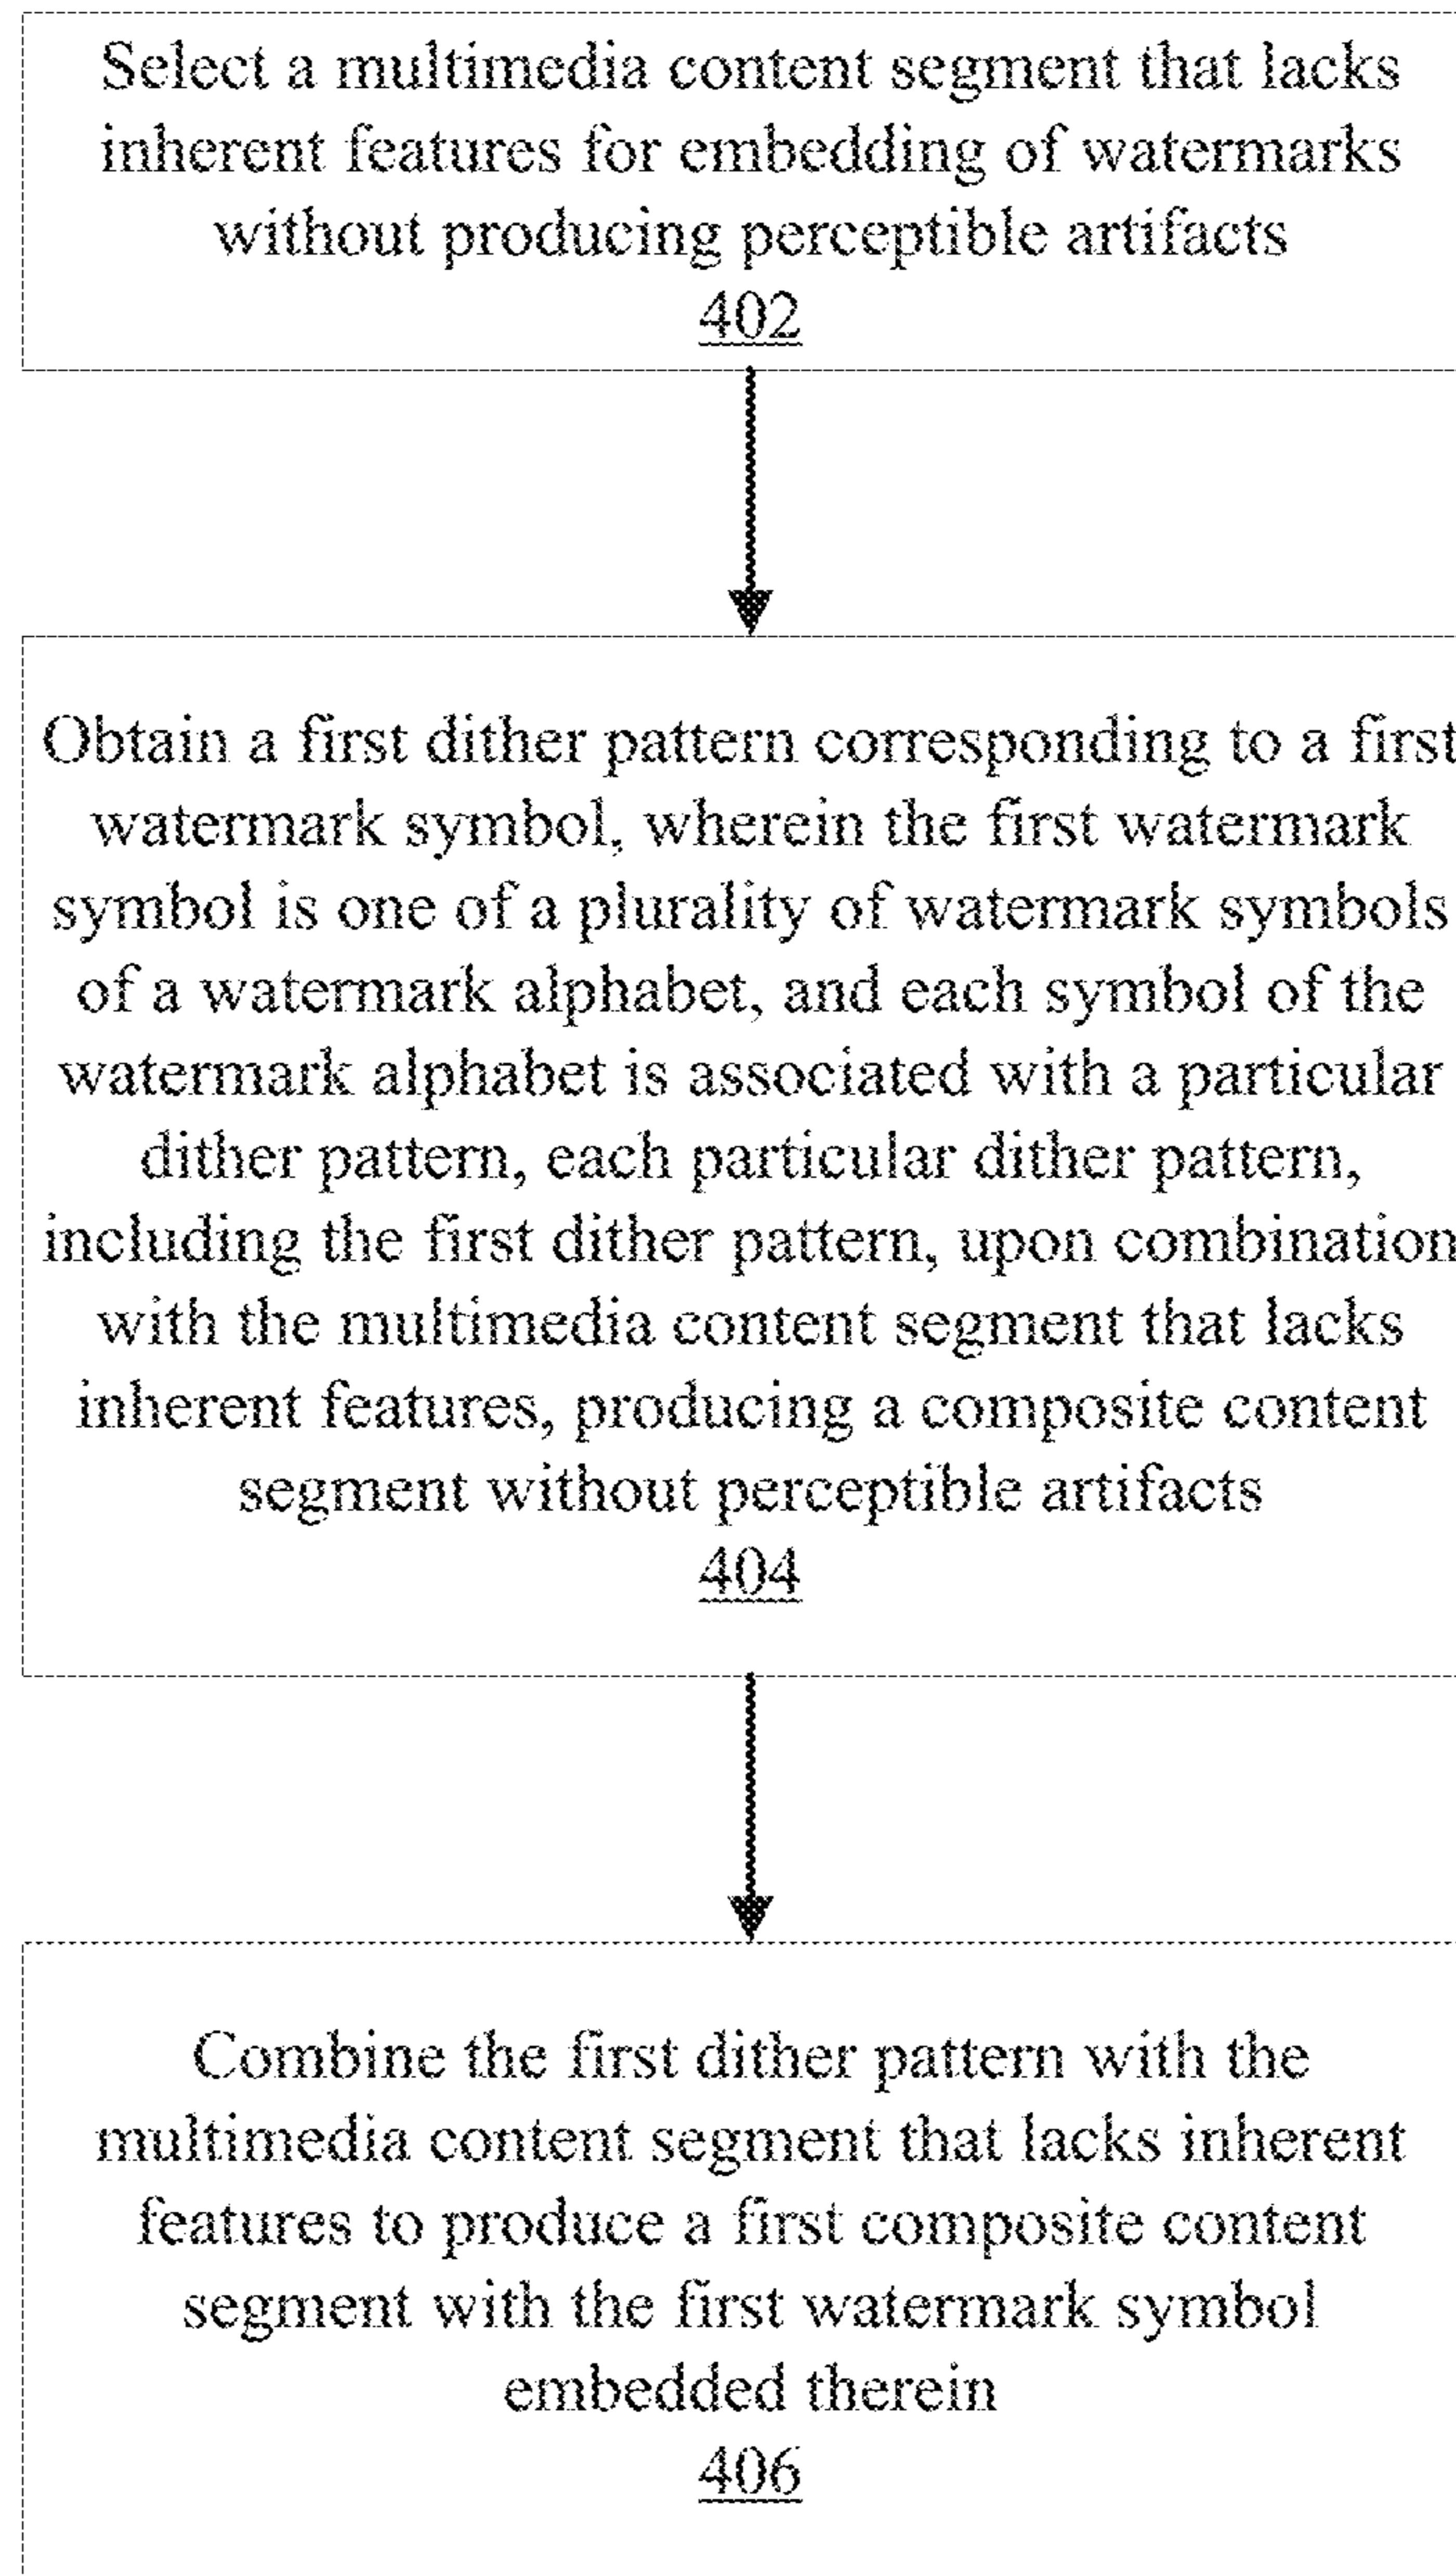 Select a multimedia content segment that lacks
inherent features for embedding of watermarks
without producing perceptible artifacts
402
Obtain a first dither pattern corresponding to a first
watermark symbol, wherein the first watermark
symbol is one of a plurality of watermark symbols
of a watermark alphabet, and each symbol of the
watermark alphabet is associated with a particular
dither pattern, each particular dither pattern,
including the first dither pattern, upon combination
with the multimedia content segment that lacks
inherent features, producing a composite content
segment without perceptible artifacts
404
Combine the first dither pattern with the
multimedia content segment that lacks inherent
features to produce a first composite content
segment with the first watermark symbol
embedded therein
406